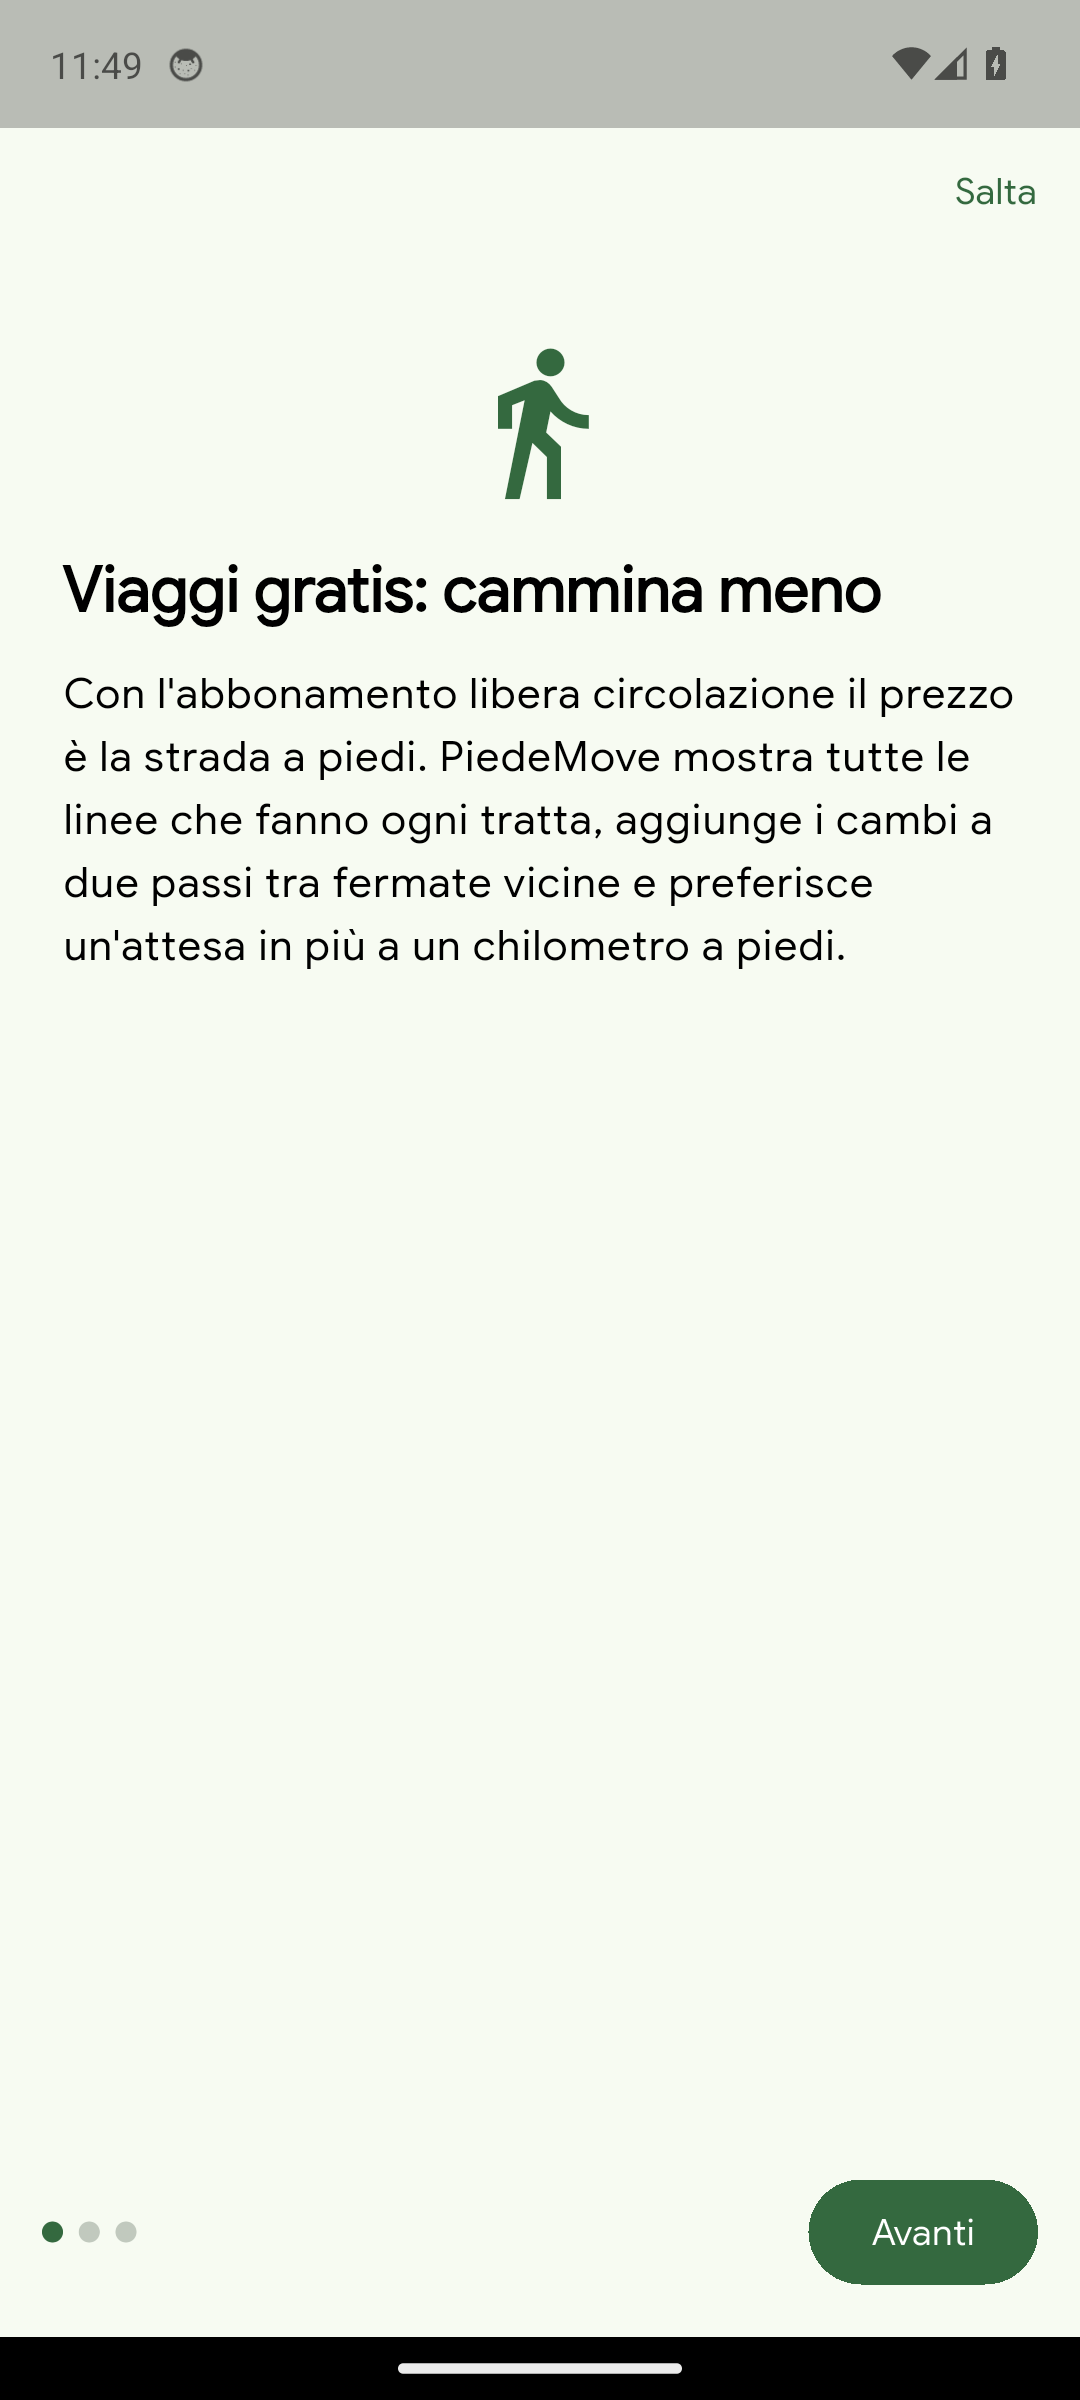 11:49
Salta
Viaggi gratis: cammina meno
Con l'abbonamento libera circolazione il prezzo
è la strada a piedi. PiedeMove mostra tutte le
linee che fanno ogni tratta, aggiunge i cambi a
due passi tra fermate vicine e preferisce
un'attesa in più a un chilometro a piedi.
Avanti